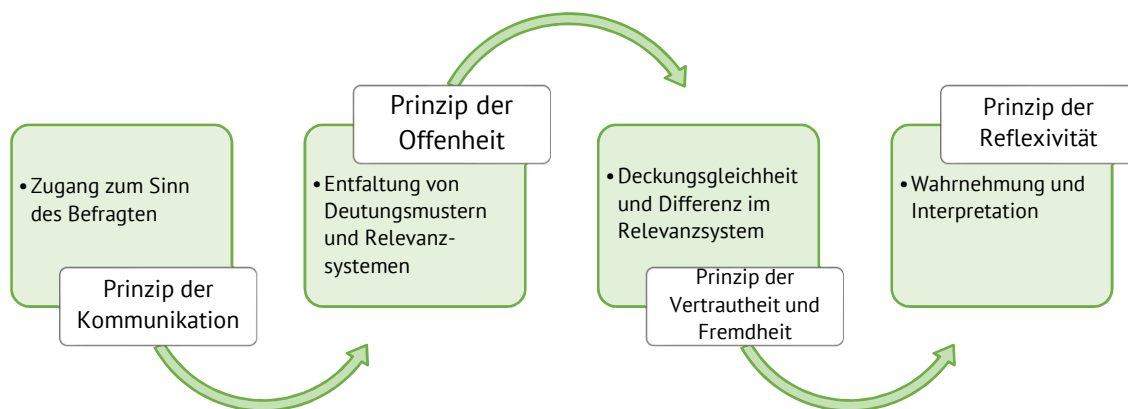 • Zugang zum Sinn
des Befragten
Prinzip der
Kommunikation
Prinzip der
Offenheit
• Entfaltung von
Deutungsmustern
und Relevanz-
systemen
• Deckungsgleichheit
und Differenz im
Relevanzsystem
Prinzip der
Vertrautheit und
Fremdheit
Prinzip der
Reflexivität
• Wahrnehmung und
Interpretation